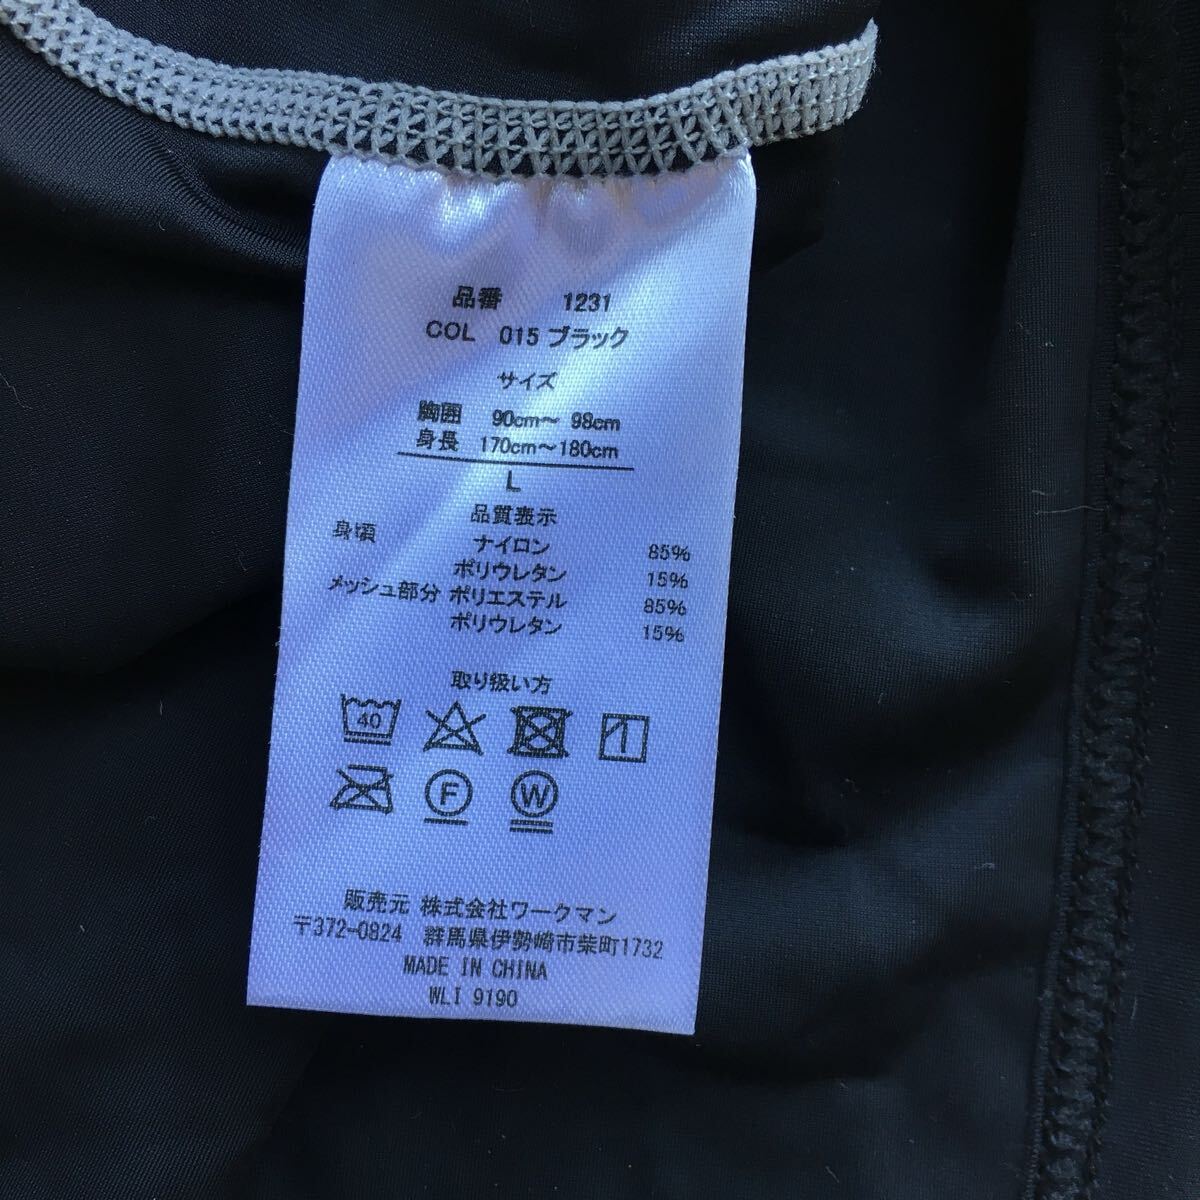 品番 1231
COL 015 ブラック
サイズ
胸囲 90cm～ 98cm
身長 170cm～180cm
L
品質表示
身頃 ナイロン 85%
ポリウレタン 15%
メッシュ部分 ポリエステル 85%
ポリウレタン 15%
取り扱い方
40
F W
販売元 株式会社ワークマン
〒372-0824 群馬県伊勢崎市柴町1732
MADE IN CHINA
WLI 9190